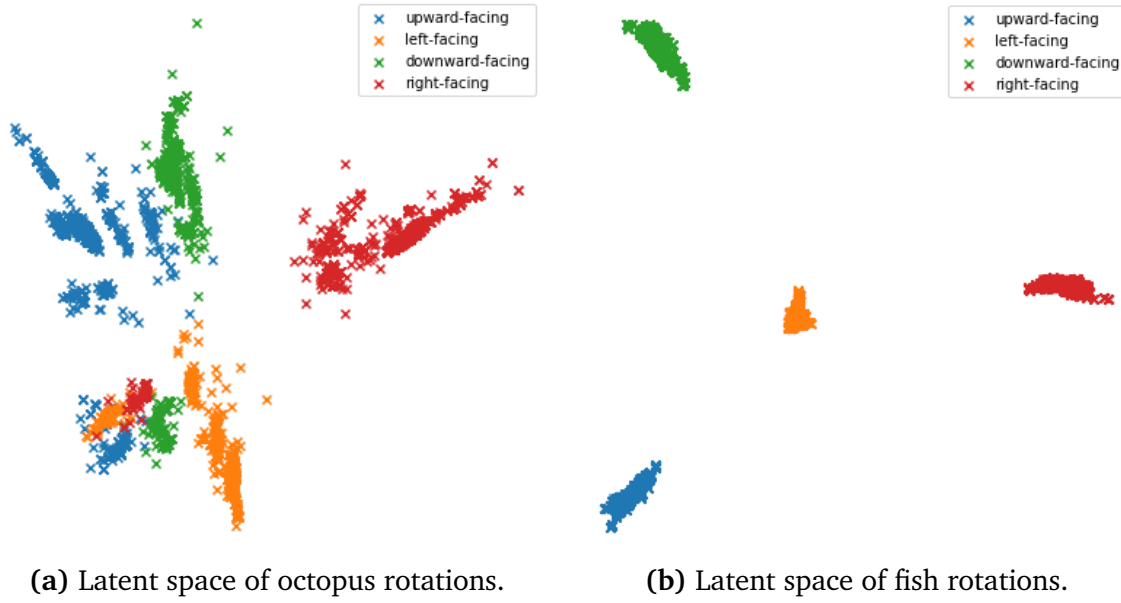 upward-facing
left-facing
downward-facing
right-facing
upward-facing
left-facing
downward-facing
right-facing
(a) Latent space of octopus rotations.
(b) Latent space of fish rotations.